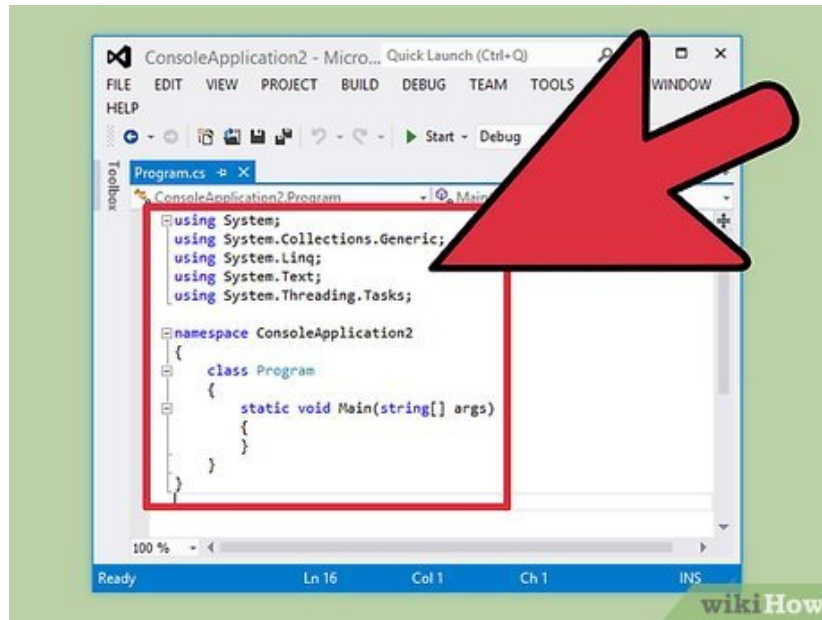 ConsoleApplication2 - Micro... Quick Launch (Ctrl+Q)
FILE EDIT VIEW PROJECT BUILD DEBUG TEAM TOOLS WINDOW
HELP
Start Debug
Toolbox
Program.cs
ConsoleApplication2.Program Main
using System;
using System.Collections.Generic;
using System.Linq;
using System.Text;
using System.Threading.Tasks;
namespace ConsoleApplication2
{
class Program
{
static void Main(string[] args)
{
}
}
}
100 %
Ready Ln 16 Col 1 Ch 1 INS
wikiHow